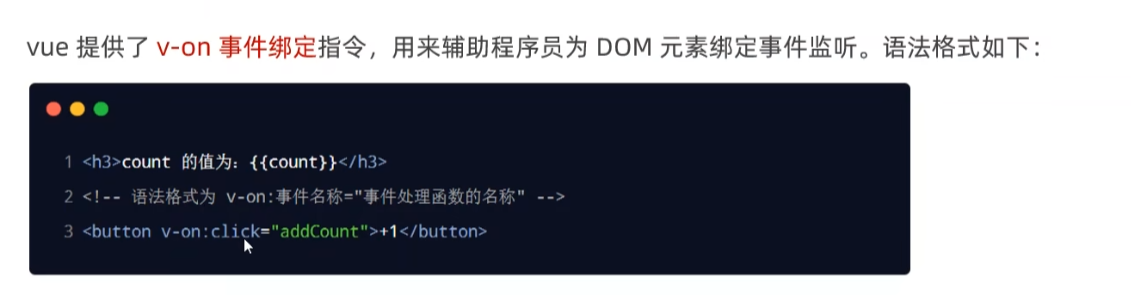 vue 提供了 v-on 事件绑定指令，用来辅助程序员为 DOM 元素绑定事件监听。语法格式如下：
1 <h3>count 的值为：{{count}}</h3>
2 <!-- 语法格式为 v-on:事件名称="事件处理函数的名称" -->
3 <button v-on:click="addCount">+1</button>